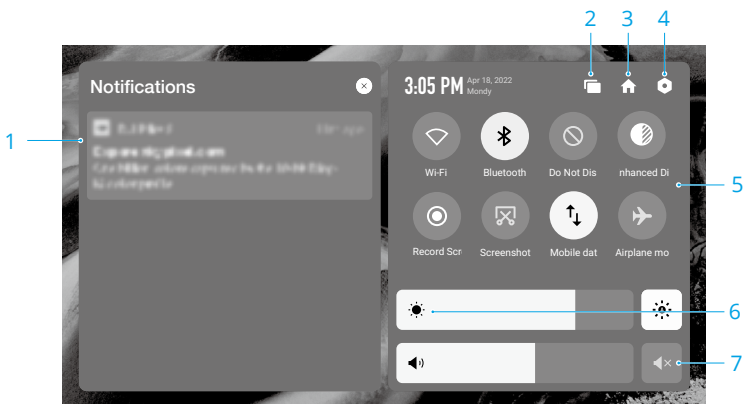 2 3 4
Notifications
3:05 PM Apr 18, 2022
Mondy
1
Wi-Fi Bluetooth Do Not Dis nhanced Di
5
Record Scr Screenshot Mobile dat Airplane mo
6
7